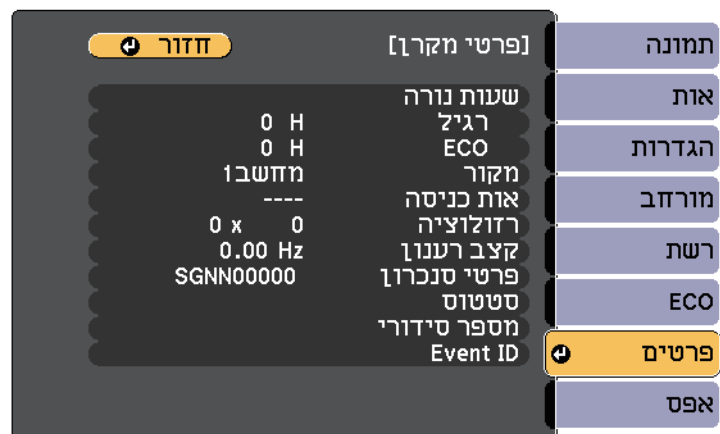 [פרטי מקרן]
חזור
שעות נורה
רגיל 0 H
ECO 0 H
מקור מחשב1
אות כניסה ----
רזולוציה 0 x 0
קצב רענון 0.00 Hz
פרטי סנכרון SGNN00000
סטטוס
מספר סידורי
Event ID
תמונה
אות
הגדרות
מורחב
רשת
ECO
פרטים
אפס